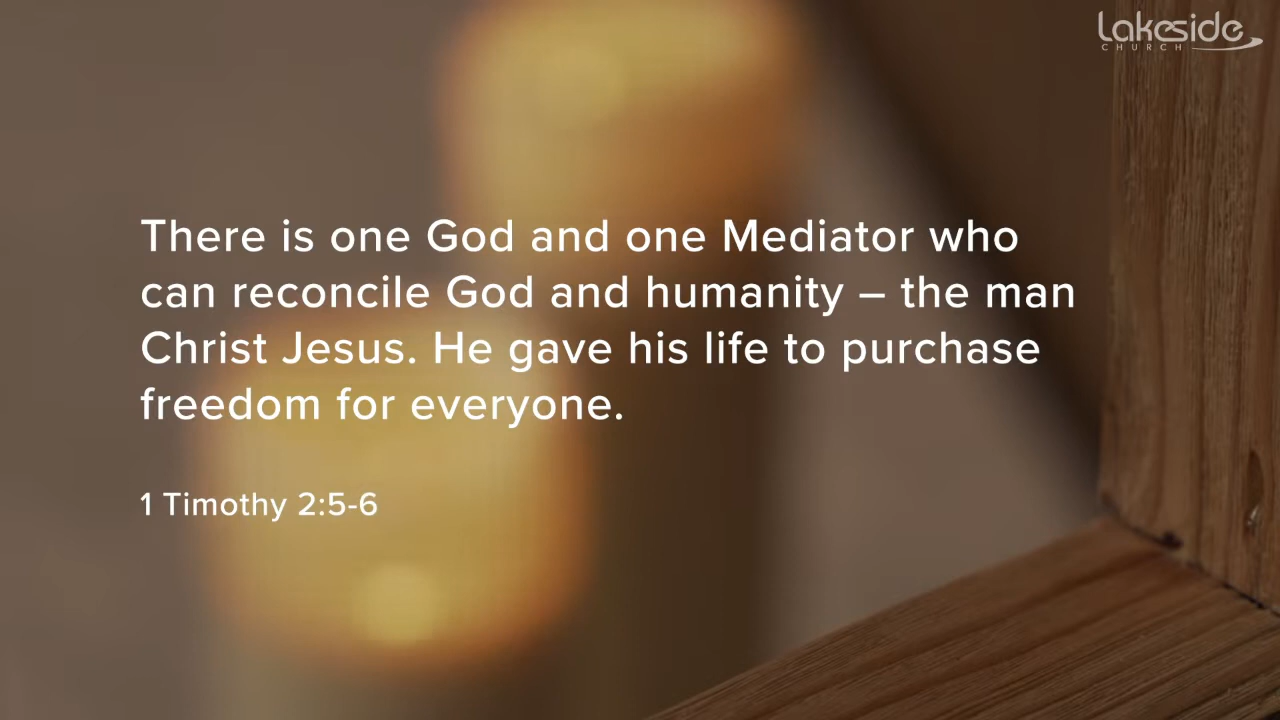 Lakeside
CHURCH
There is one God and one Mediator who
can reconcile God and humanity – the man
Christ Jesus. He gave his life to purchase
freedom for everyone.
1 Timothy 2:5-6